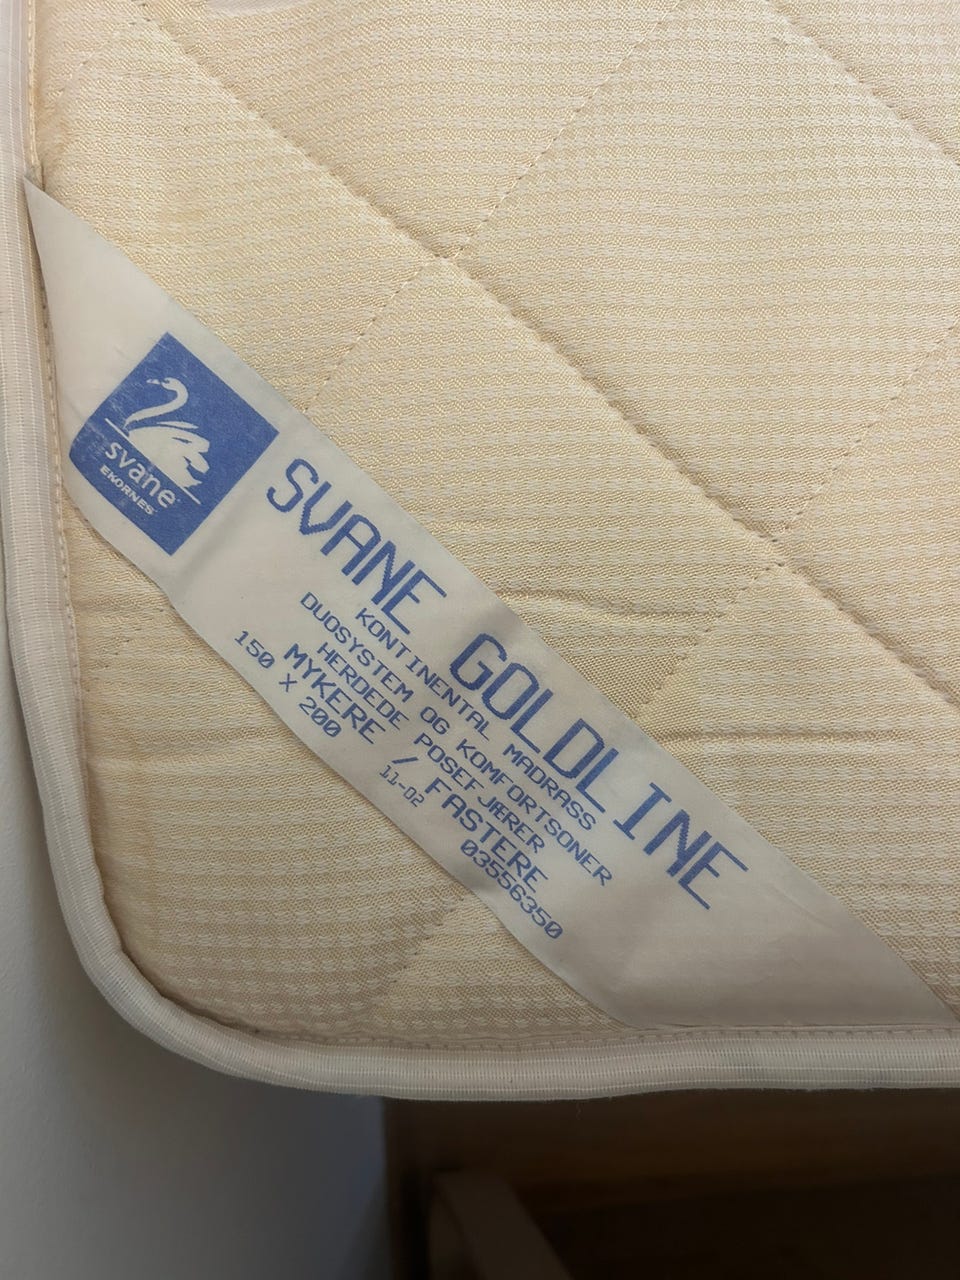 svane
EKORNES
SVANE GOLDLINE
KONTINENTAL MADRASS
DUOSYSTEM OG KOMFORTSONER
HERDEDE POSEFJÆRER
MYKERE / FASTERE
150 X 200
11-02
03556350